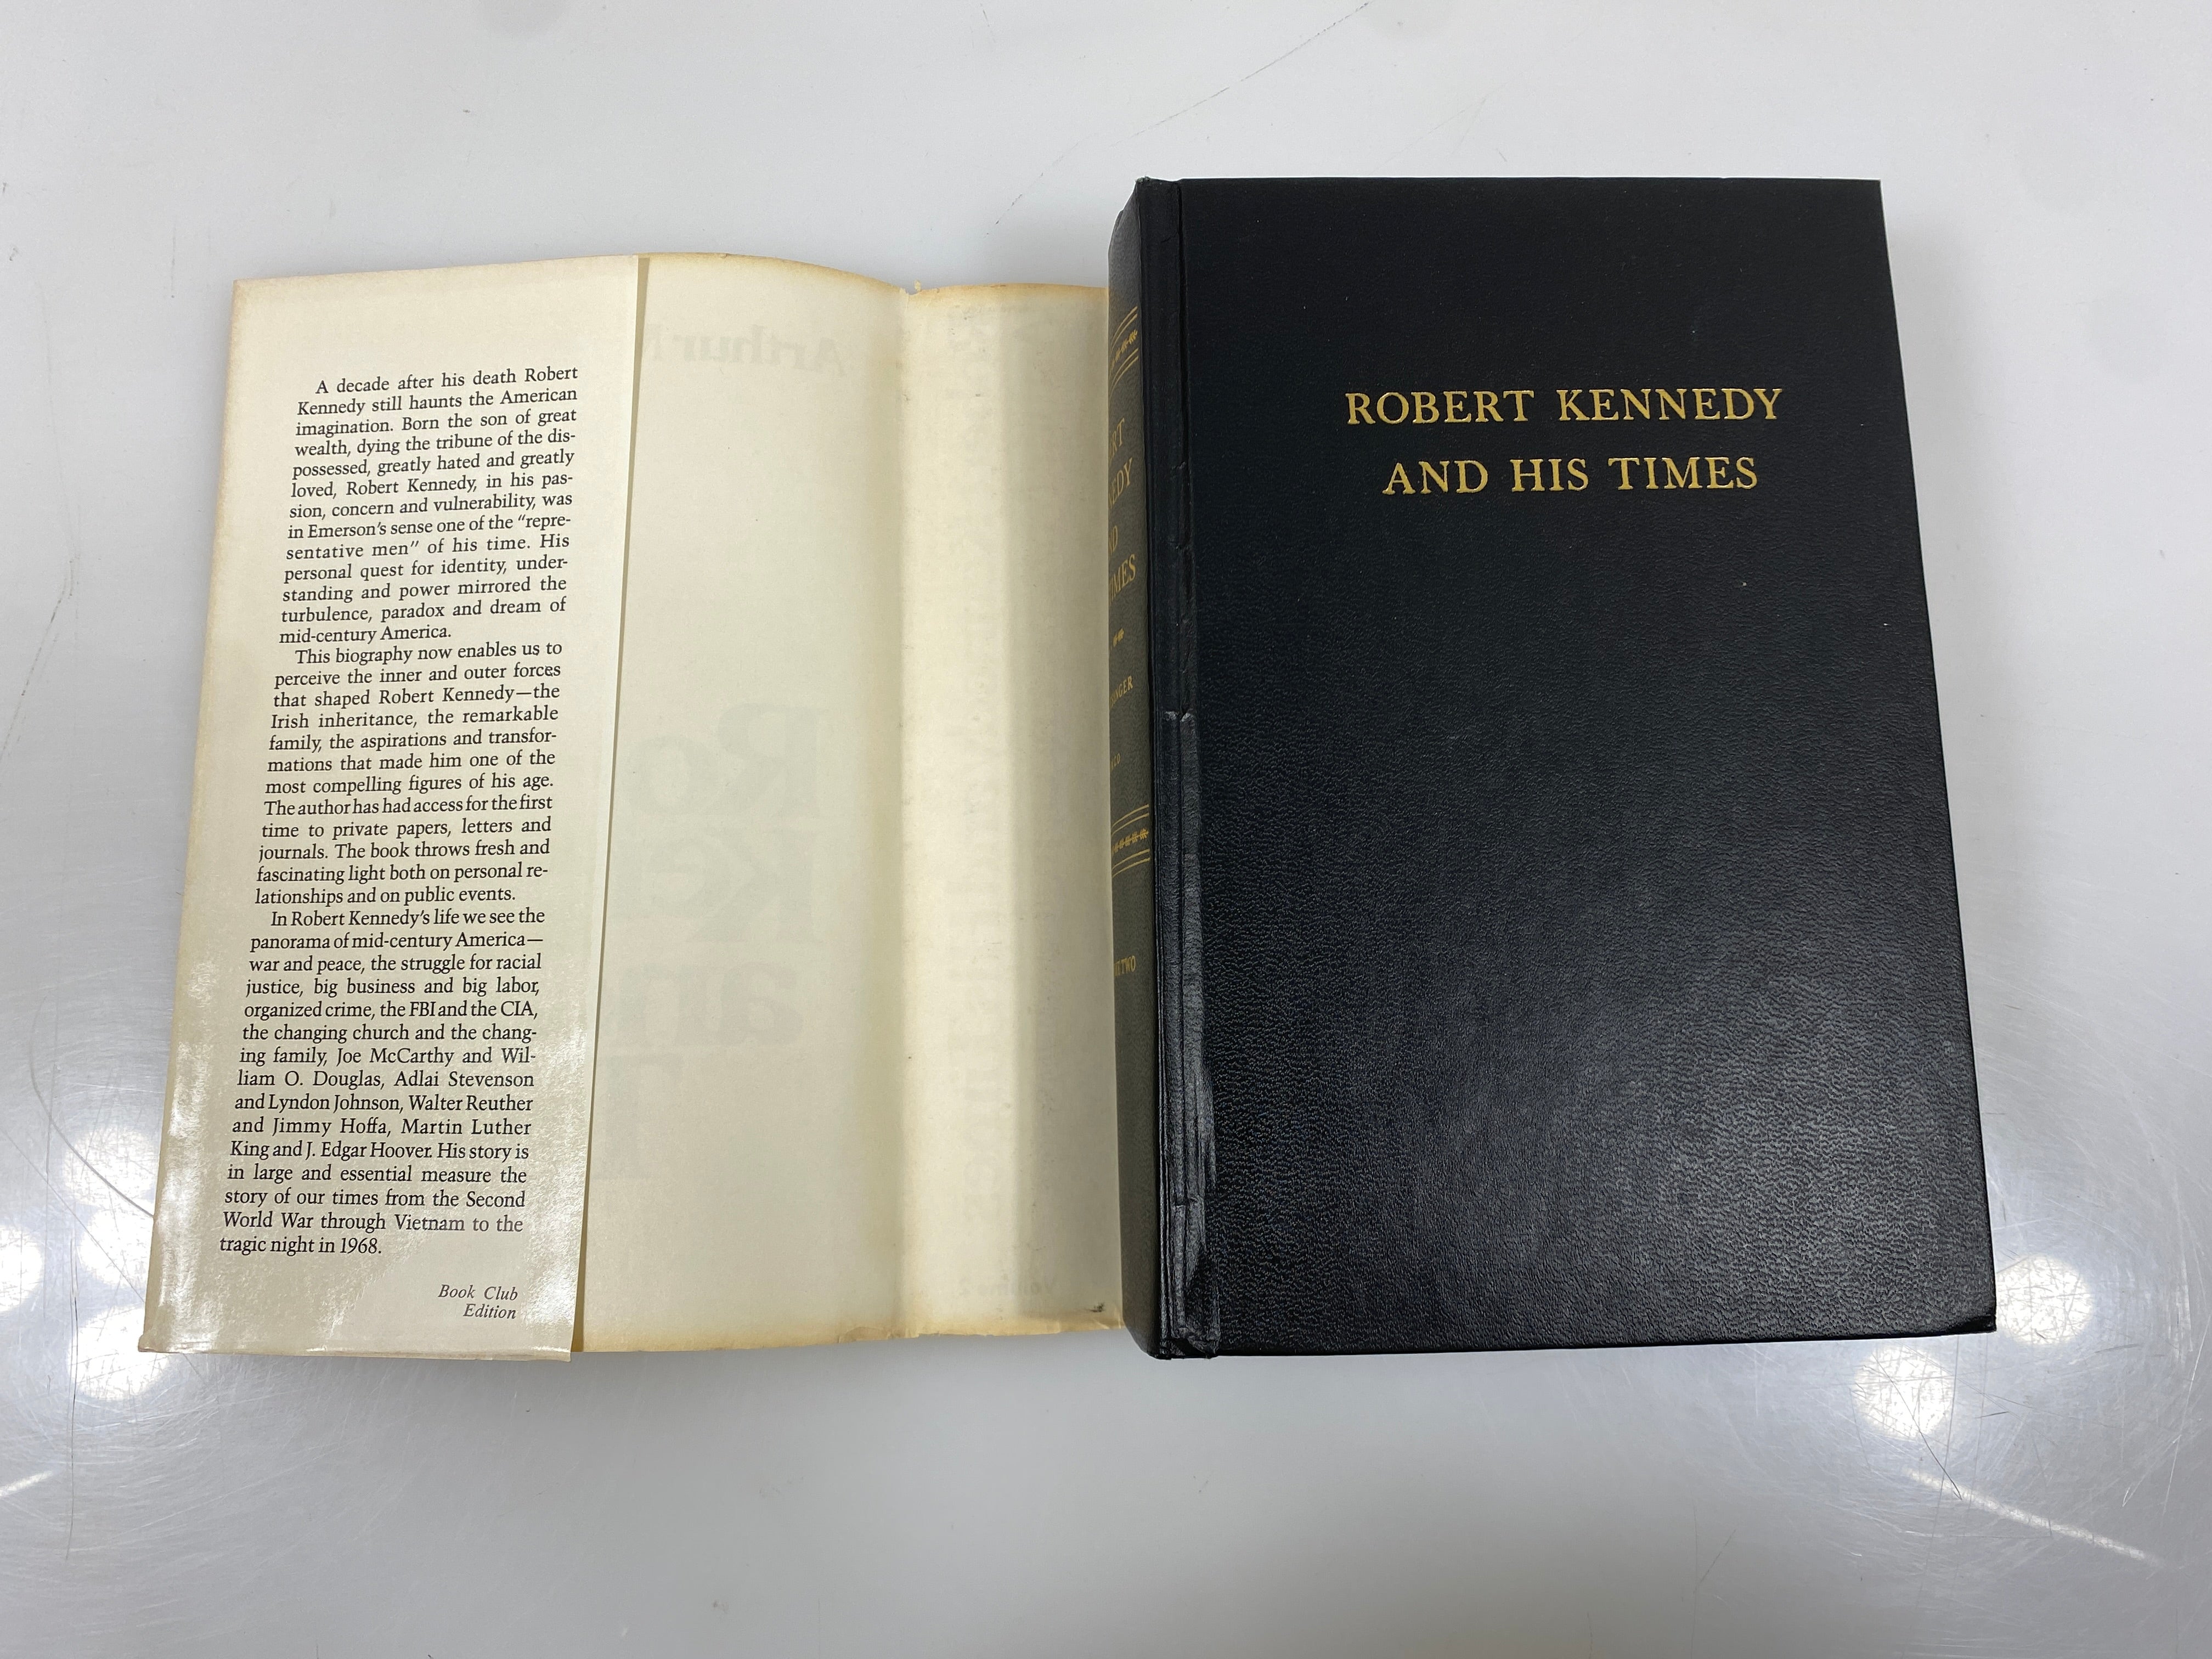 A decade after his death Robert
Kennedy still haunts the American
imagination. Born the son of great
wealth, dying the tribune of the dis-
possessed, greatly hated and greatly
loved, Robert Kennedy, in his pas-
sion, concern and vulnerability, was
in Emerson's sense one of the "repre-
sentative men" of his time. His
personal quest for identity, under-
standing and power mirrored the
turbulence, paradox and dream of
mid-century America.
This biography now enables us to
perceive the inner and outer forces
that shaped Robert Kennedy—the
Irish inheritance, the remarkable
family, the aspirations and transfor-
mations that made him one of the
most compelling figures of his age.
The author has had access for the first
time to private papers, letters and
journals. The book throws fresh and
fascinating light both on personal re-
lationships and on public events.
In Robert Kennedy's life we see the
panorama of mid-century America—
war and peace, the struggle for racial
justice, big business and big labor,
organized crime, the FBI and the CIA,
the changing church and the chang-
ing family, Joe McCarthy and Wil-
liam O. Douglas, Adlai Stevenson
and Lyndon Johnson, Walter Reuther
and Jimmy Hoffa, Martin Luther
King and J. Edgar Hoover. His story is
in large and essential measure the
story of our times from the Second
World War through Vietnam to the
tragic night in 1968.
Book Club
Edition
ROBERT KENNEDY
AND HIS TIMES
TWO